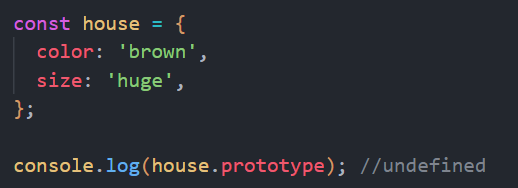 const house = {
  color: 'brown',
  size: 'huge',
};

console.log(house.prototype); //undefined